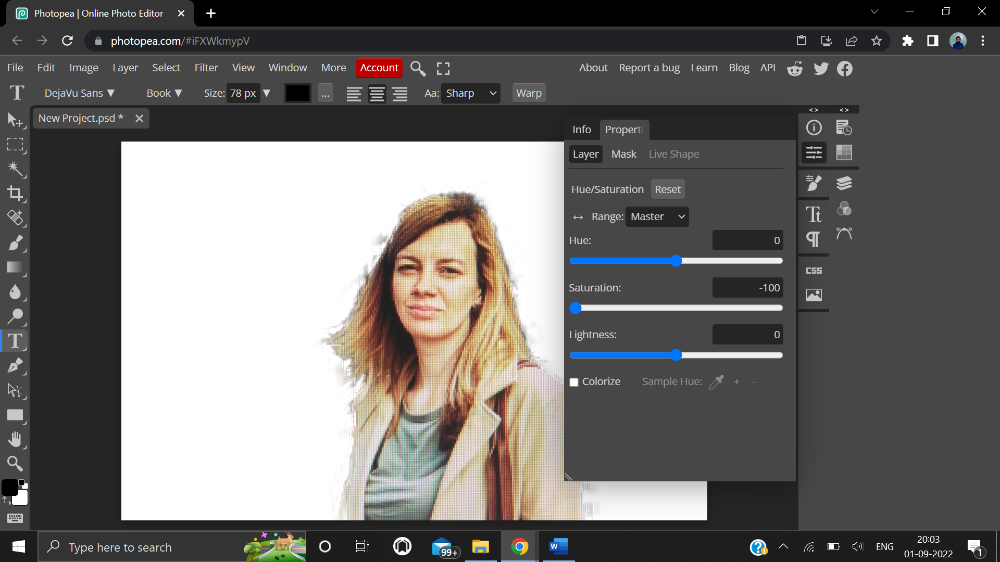 Photopea | Online Photo Editor
photopea.com/#iFXWkmypV
File Edit Image Layer Select Filter View Window More Account About Report a bug Learn Blog API
T DejaVu Sans ▼ Book ▼ Size: 78 px ▼ ... Aa: Sharp Warp
New Project.psd *
<> <>
Info Properti
Layer Mask Live Shape
Hue/Saturation Reset
↔ Range: Master
Tt
Hue: 0
¶
CSS
Saturation: -100
Lightness: 0
T
Colorize Sample Hue: + -
Type here to search
99+
W
ENG
20:03
01-09-2022
1